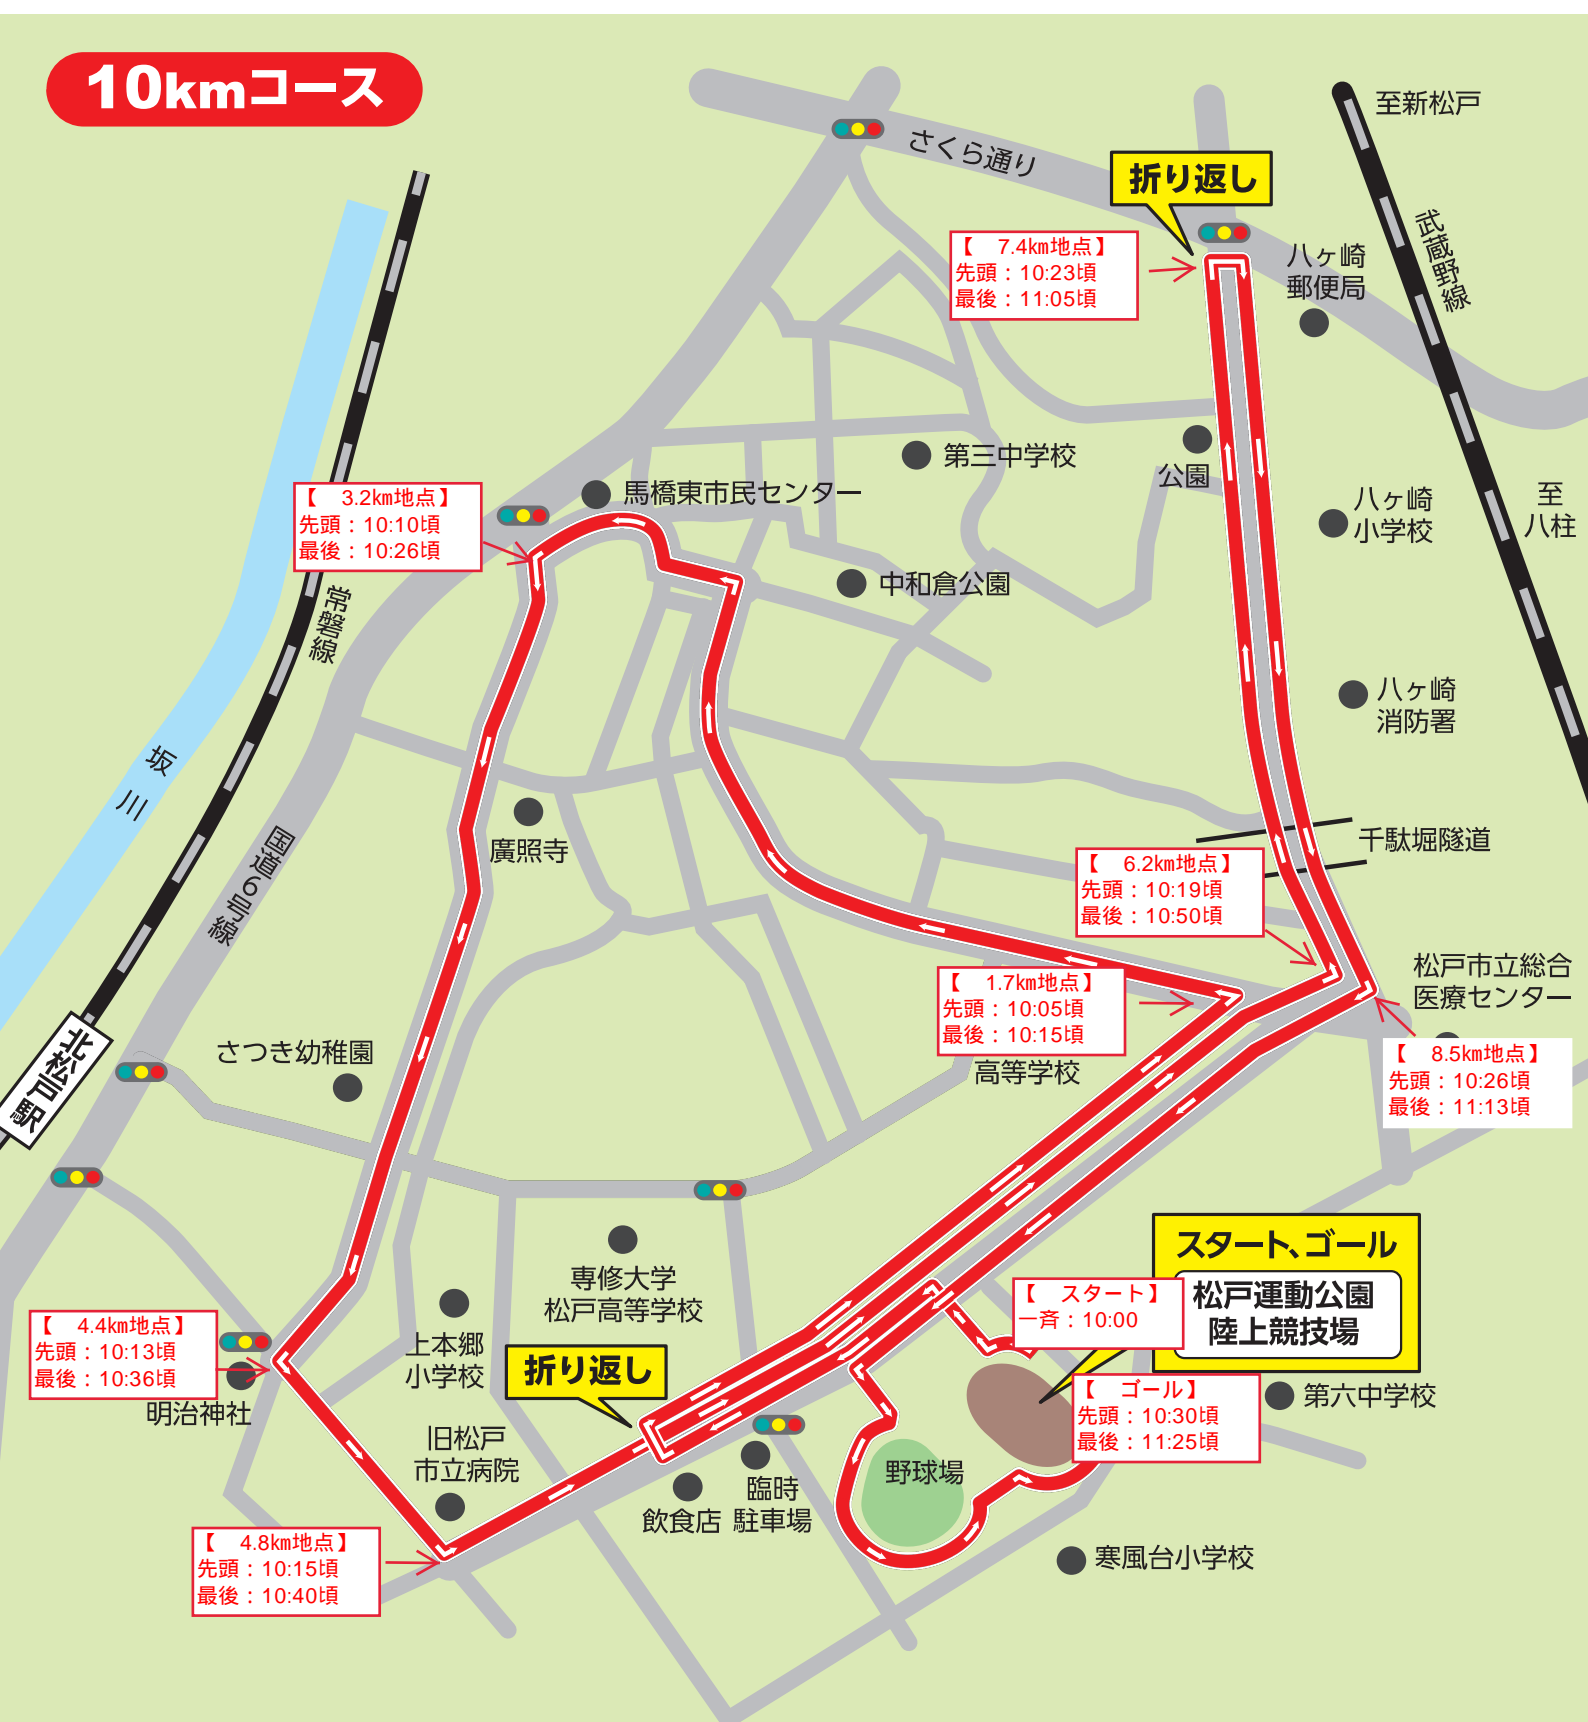 10kmコース
至新松戸
さくら通り
折り返し
武蔵野線
【　7.4㎞地点】
先頭：10:23頃
最後：11:05頃
八ヶ崎
郵便局
第三中学校
公園
【　3.2㎞地点】
先頭：10:10頃
最後：10:26頃
馬橋東市民センター
八ヶ崎
小学校
至
八柱
中和倉公園
常磐線
八ヶ崎
消防署
坂川
国道6号線
廣照寺
千駄堀隧道
【　6.2㎞地点】
先頭：10:19頃
最後：10:50頃
松戸市立総合
医療センター
【　1.7㎞地点】
先頭：10:05頃
最後：10:15頃
高等学校
北松戸駅
さつき幼稚園
【　8.5㎞地点】
先頭：10:26頃
最後：11:13頃
専修大学
松戸高等学校
スタート、ゴール
松戸運動公園
陸上競技場
【　スタート】
一斉：10:00
【　4.4㎞地点】
先頭：10:13頃
最後：10:36頃
明治神社
上本郷
小学校
折り返し
【　ゴール】
先頭：10:30頃
最後：11:25頃
第六中学校
旧松戸
市立病院
野球場
飲食店
臨時
駐車場
【　4.8㎞地点】
先頭：10:15頃
最後：10:40頃
寒風台小学校